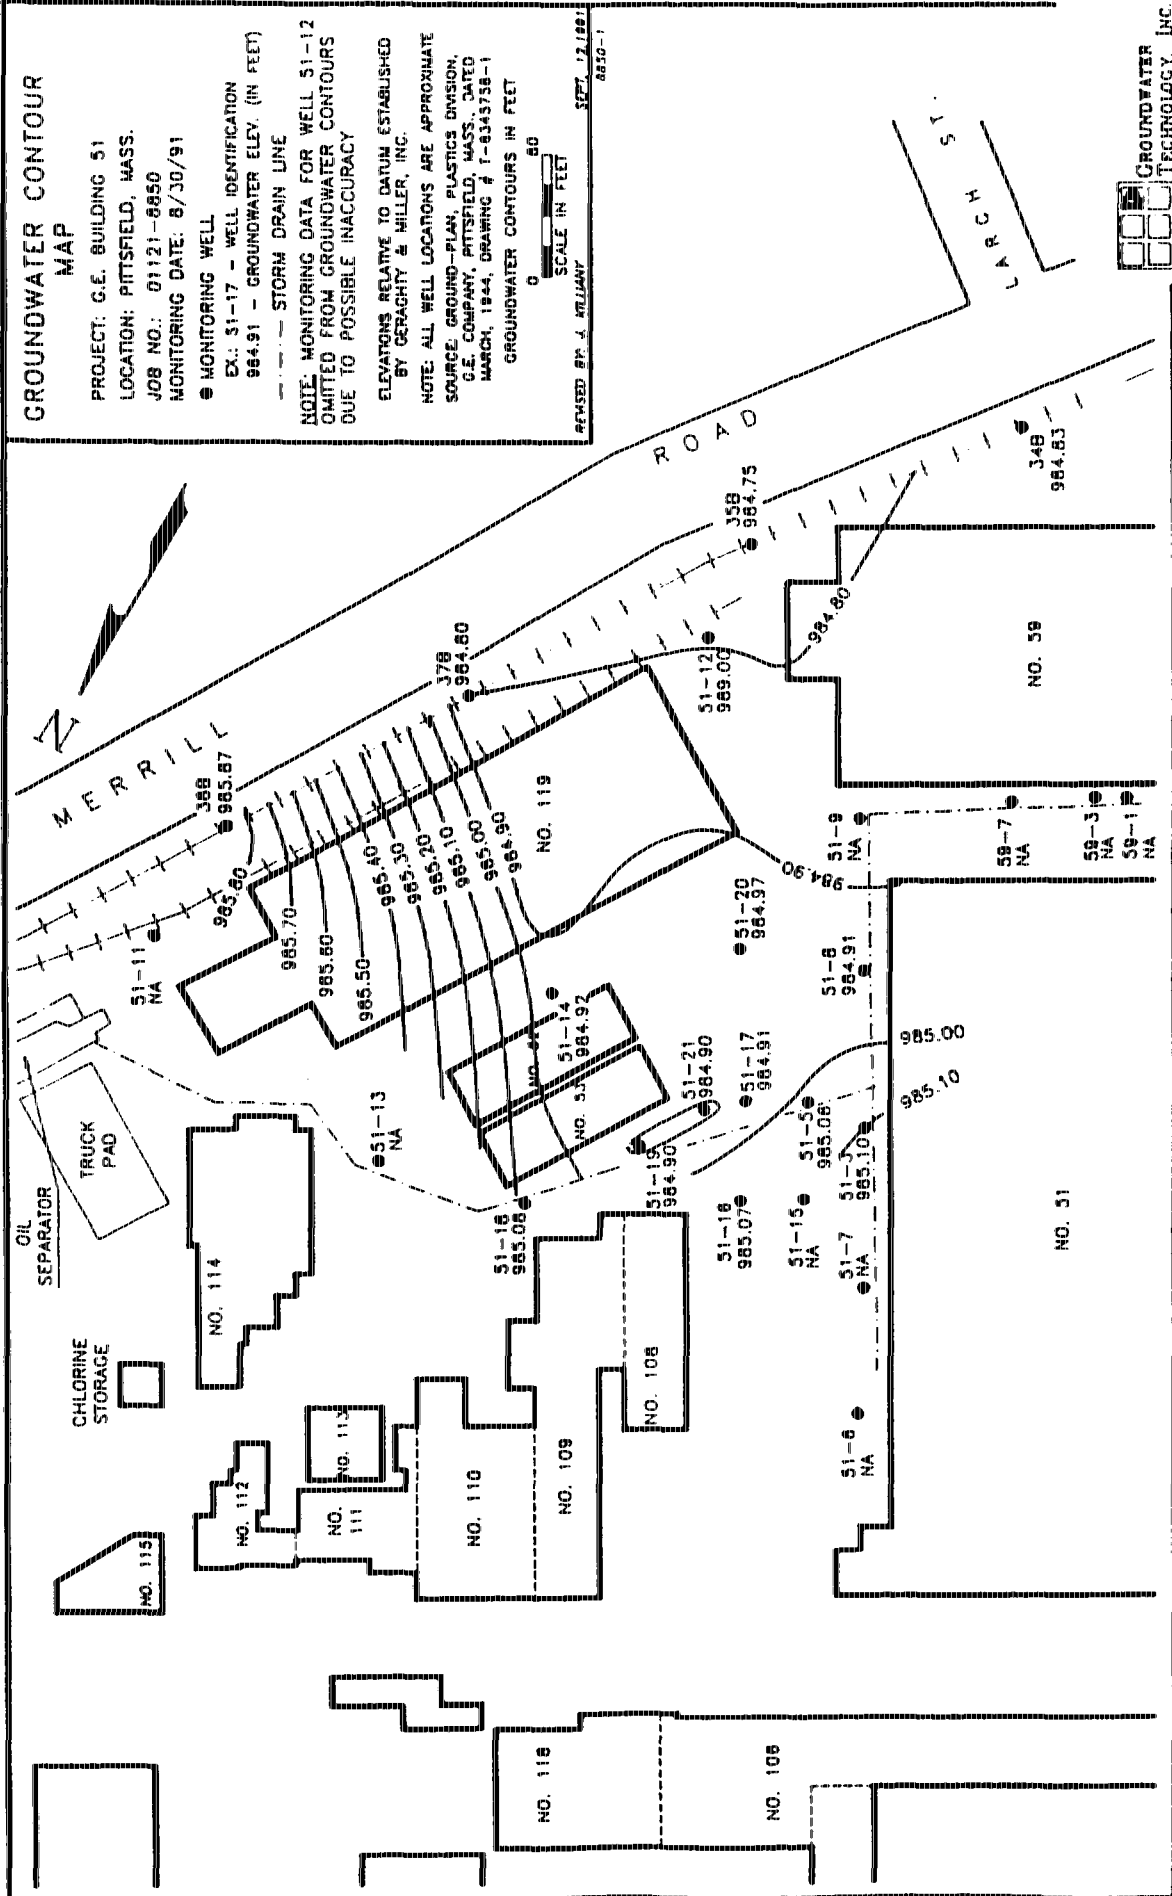 GROUNDWATER CONTOUR
MAP
PROJECT: G.E. BUILDING 51
LOCATION: PITTSFIELD, MASS.
JOB NO.: 01121-8850
MONITORING DATE: 8/30/91
MONITORING WELL
EX.: 51-17 - WELL IDENTIFICATION
984.91 - GROUNDWATER ELEV. (IN FEET)
STORM DRAIN LINE
NOTE: MONITORING DATA FOR WELL 51-12
OMITTED FROM GROUNDWATER CONTOURS
DUE TO POSSIBLE INACCURACY
ELEVATIONS RELATIVE TO DATUM ESTABLISHED
BY GERAGHTY & MILLER, INC.
NOTE: ALL WELL LOCATIONS ARE APPROXIMATE
SOURCE: GROUND-PLAN, PLASTICS DIVISION,
G.E. COMPANY, PITTSFIELD, MASS., DATED
MARCH, 1944, DRAWING #
GROUNDWATER CONTOURS IN FEET
0 80
SCALE IN FEET
REVISED BY: J.
8850-1
GROUNDWATER
TECHNOLOGY, INC.
N
MERRILL
ROAD
LARCH ST.
OIL
SEPARATOR
TRUCK
PAD
CHLORINE
STORAGE
NO. 115
NO. 112
NO. 113
NO.
111
NO. 110
NO. 109
NO. 108
NO. 114
NO. 118
NO. 106
NO. 119
NO. 53
NO. 51
NO. 59
51-11
NA
38B
985.87
37B
984.80
35B
984.75
34B
984.83
51-12
989.00
51-13
NA
51-14
984.92
51-18
985.08
51-19
984.90
51-21
984.90
51-17
984.91
51-20
984.97
51-16
985.07
51-15
NA
51-5
985.08
51-8
984.91
51-9
NA
985.10
51-7
NA
51-6
NA
59-7
NA
59-3
NA
59-1
NA
985.80
985.70
985.60
985.50
985.40
985.30
985.20
985.10
985.00
984.90
984.80
984.90
985.00
985.10